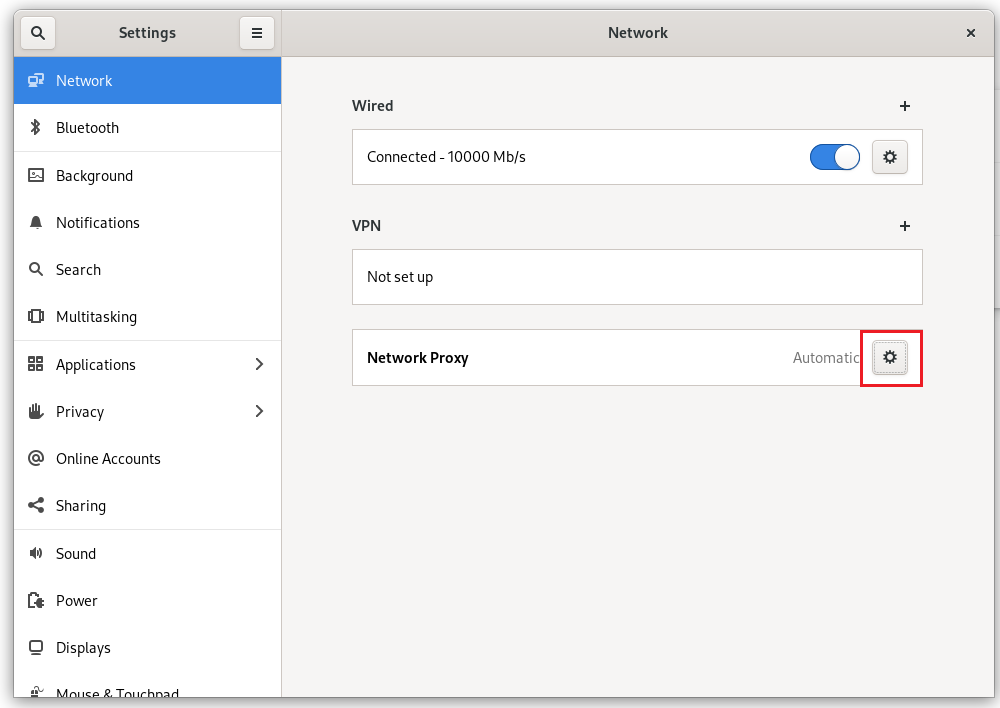 Settings
Network
Network
Bluetooth
Background
Notifications
Search
Multitasking
Applications
Privacy
Online Accounts
Sharing
Sound
Power
Displays
Mouse & Touchpad
Wired
Connected - 10000 Mb/s
VPN
Not set up
Network Proxy
Automatic